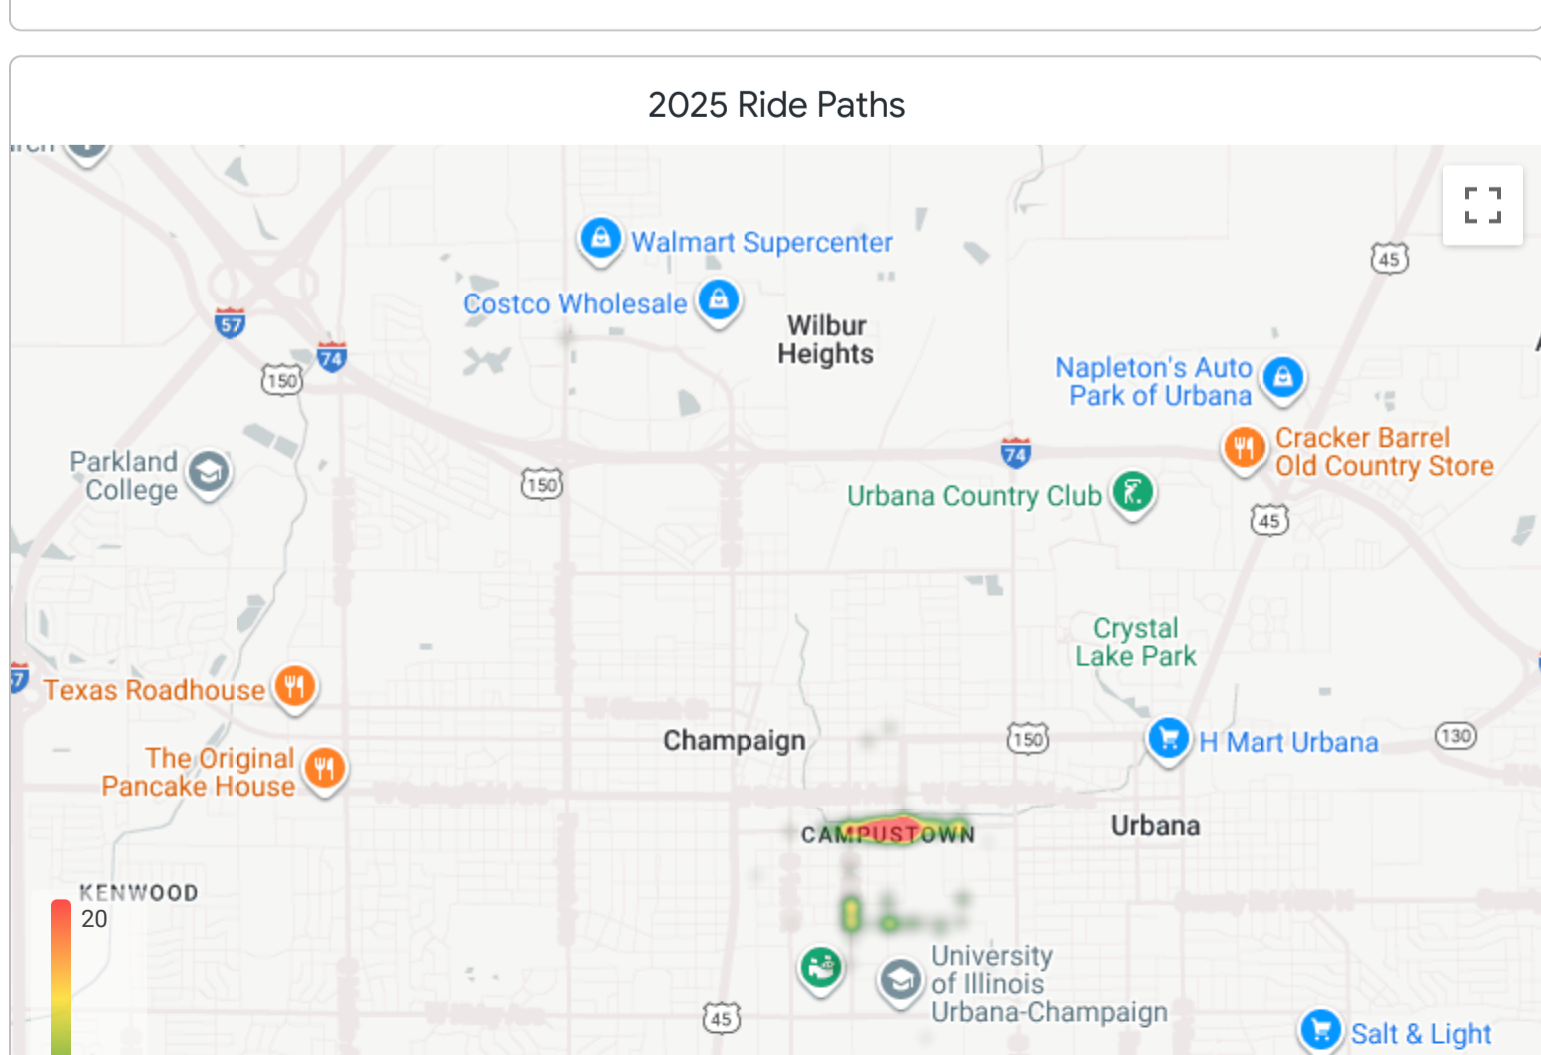 2025 Ride Paths
Walmart Supercenter
45
Costco Wholesale
57
Wilbur
Heights
74
150
Napleton's Auto
Park of Urbana
Cracker Barrel
Old Country Store
74
Parkland
College
150
Urbana Country Club
45
Crystal
Lake Park
Texas Roadhouse
Champaign
150
H Mart Urbana
130
The Original
Pancake House
CAMPUSTOWN
Urbana
KENWOOD
20
University
of Illinois
Urbana-Champaign
45
Salt & Light